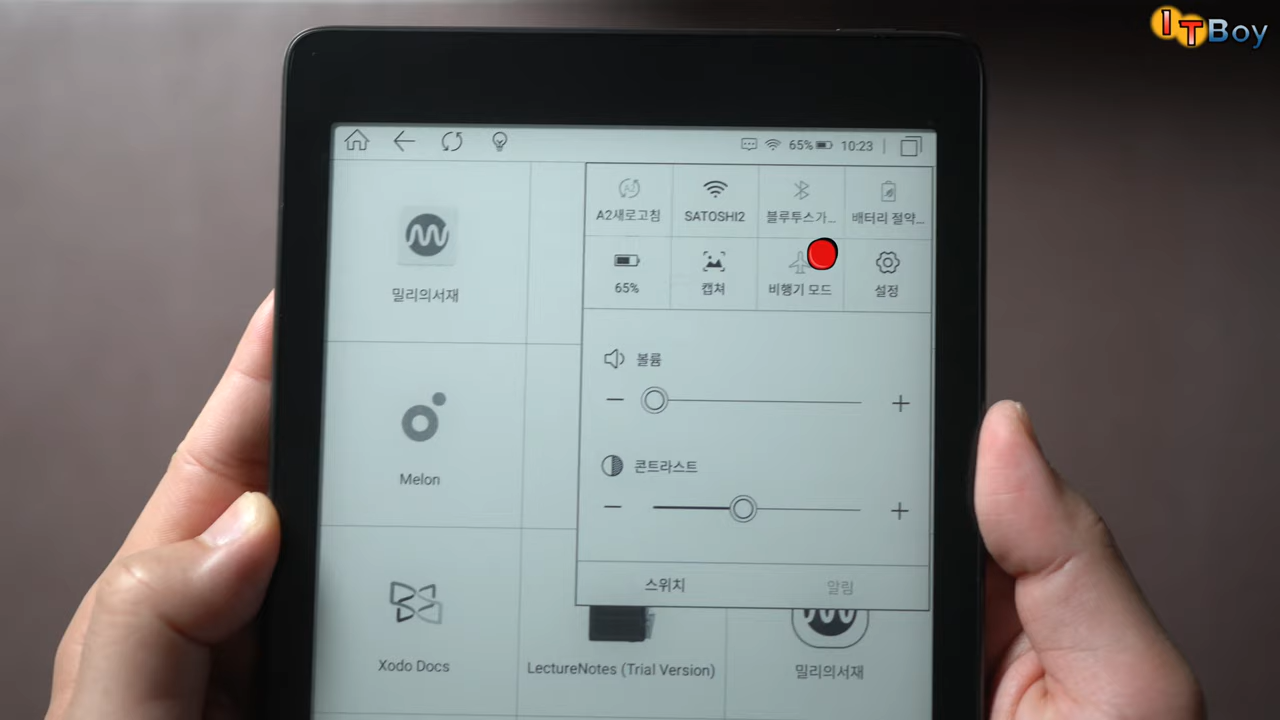 ITBoy
65% 10:23
A2새로고침 SATOSHI2 블루투스가... 배터리 절약...
65% 캡쳐 비행기 모드 설정
밀리의서재
볼륨
콘트라스트
Melon
스위치 알림
Xodo Docs LectureNotes (Trial Version) 밀리의서재